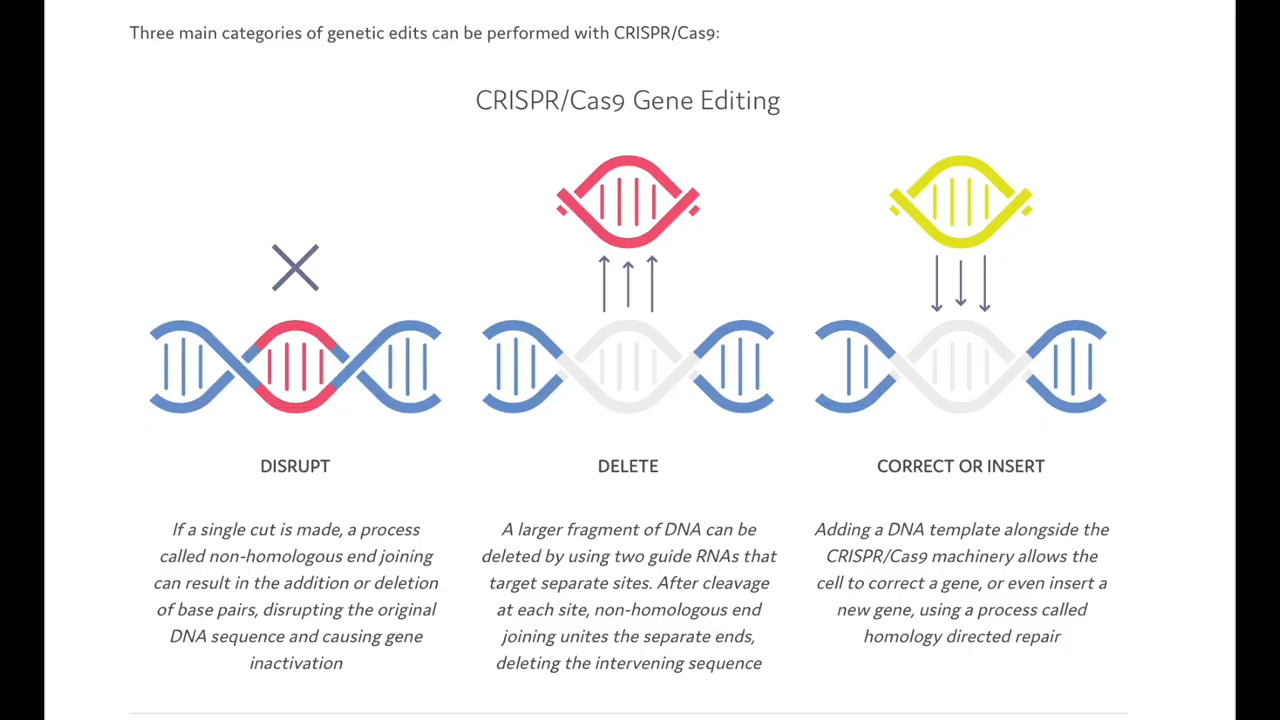 Three main categories of genetic edits can be performed with CRISPR/Cas9:
CRISPR/Cas9 Gene Editing
DISRUPT
If a single cut is made, a process
called non-homologous end joining
can result in the addition or deletion
of base pairs, disrupting the original
DNA sequence and causing gene
inactivation
DELETE
A larger fragment of DNA can be
deleted by using two guide RNAs that
target separate sites. After cleavage
at each site, non-homologous end
joining unites the separate ends,
deleting the intervening sequence
CORRECT OR INSERT
Adding a DNA template alongside the
CRISPR/Cas9 machinery allows the
cell to correct a gene, or even insert a
new gene, using a process called
homology directed repair